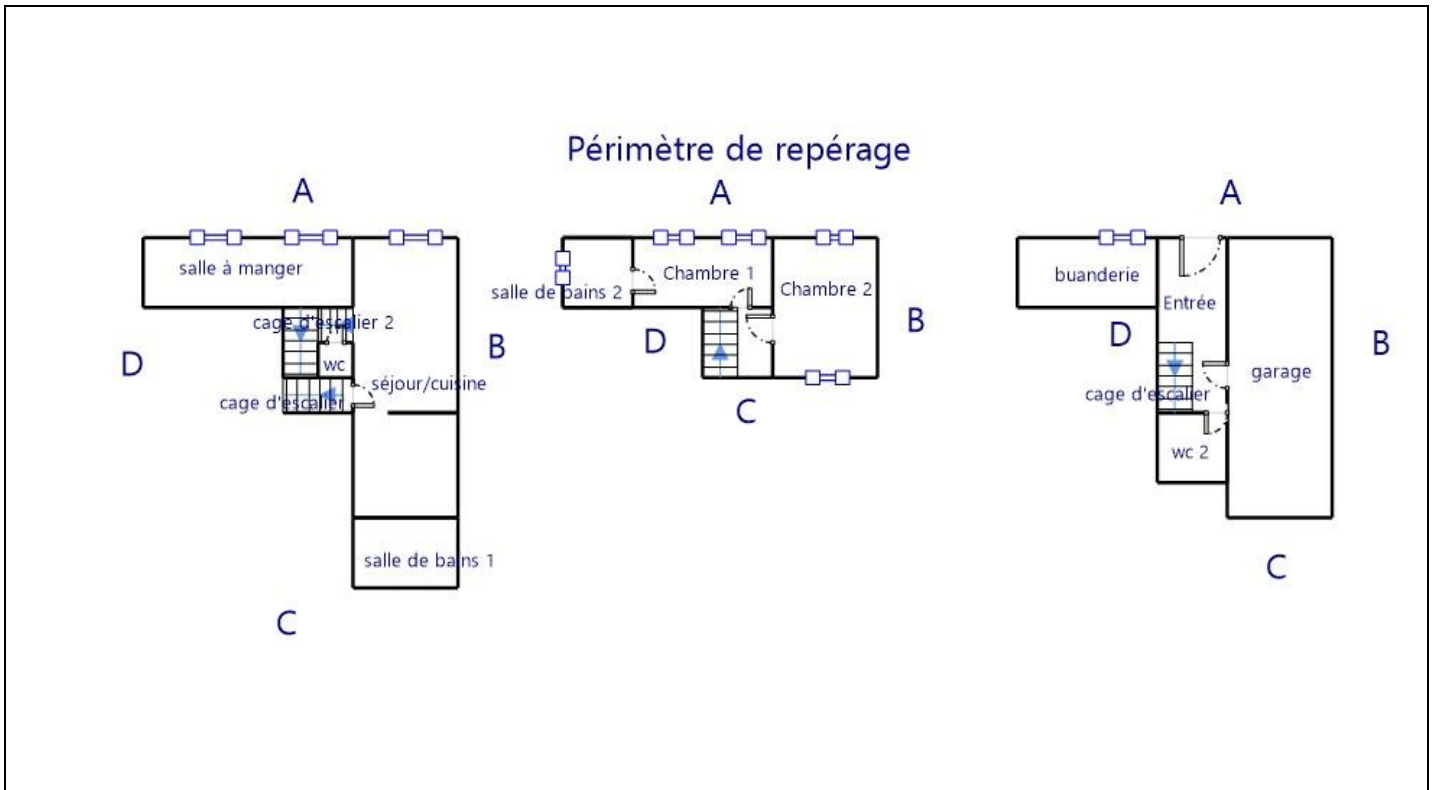 Périmètre de repérage
A
salle à manger
cage d'escalier 2
wc
D
B
séjour/cuisine
cage d'escalier
salle de bains 1
C
A
Chambre 1
Chambre 2
salle de bains 2
D
B
C
A
buanderie
Entrée
D
B
garage
cage d'escalier
wc 2
C